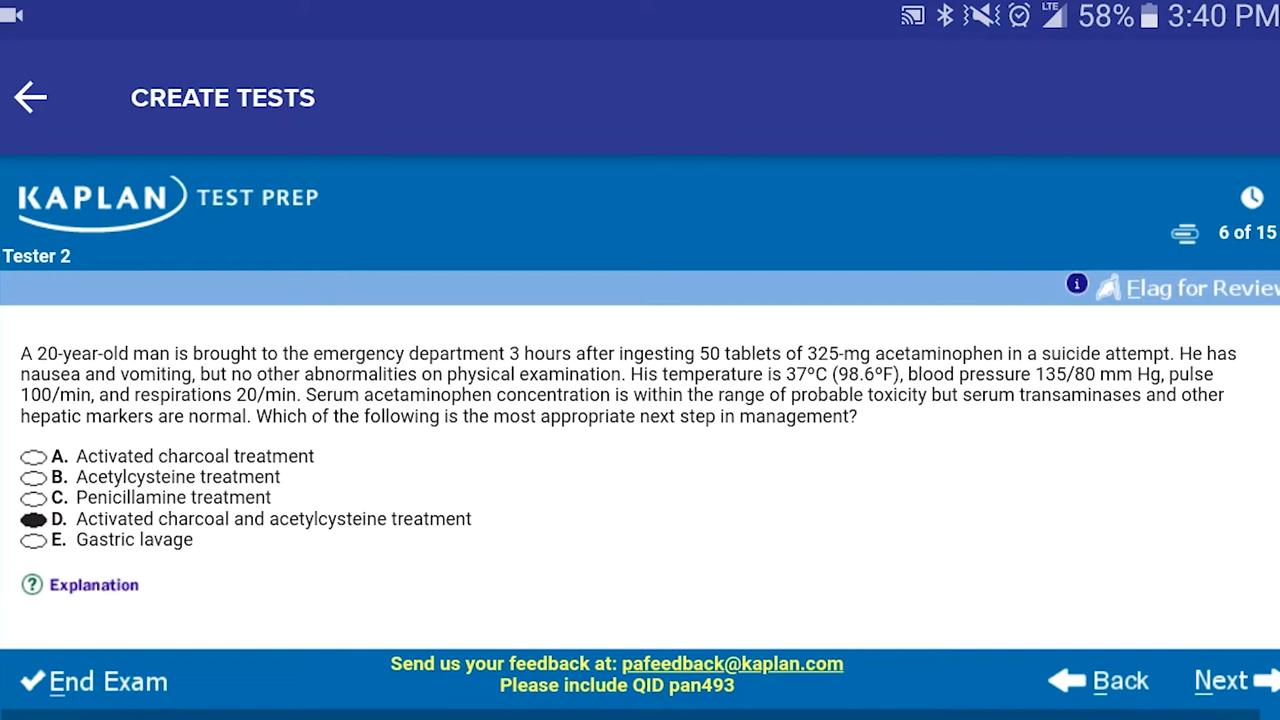 LTE 58% 3:40 PM
CREATE TESTS
KAPLAN TEST PREP
6 of 15
Tester 2
i Flag for Review
A 20-year-old man is brought to the emergency department 3 hours after ingesting 50 tablets of 325-mg acetaminophen in a suicide attempt. He has
nausea and vomiting, but no other abnormalities on physical examination. His temperature is 37ºC (98.6ºF), blood pressure 135/80 mm Hg, pulse
100/min, and respirations 20/min. Serum acetaminophen concentration is within the range of probable toxicity but serum transaminases and other
hepatic markers are normal. Which of the following is the most appropriate next step in management?
A. Activated charcoal treatment
B. Acetylcysteine treatment
C. Penicillamine treatment
D. Activated charcoal and acetylcysteine treatment
E. Gastric lavage
? Explanation
Send us your feedback at: pafeedback@kaplan.com
Please include QID pan493
End Exam
Back Next